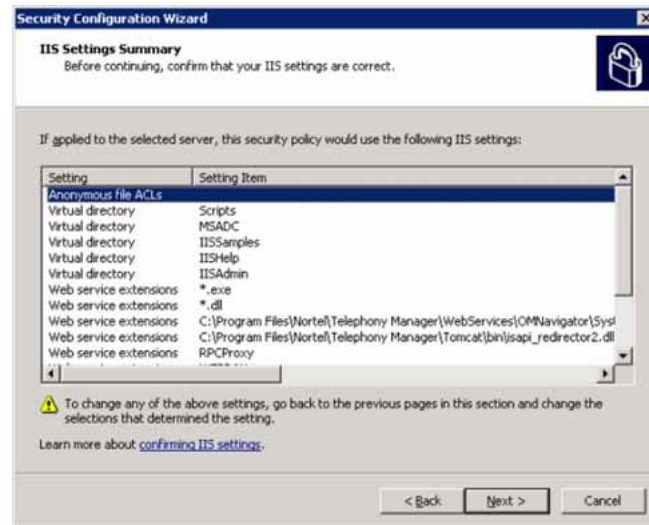 Security Configuration Wizard
IIS Settings Summary
Before continuing, confirm that your IIS settings are correct.
If applied to the selected server, this security policy would use the following IIS settings:
Setting Setting Item
Anonymous file ACLs
Virtual directory Scripts
Virtual directory MSADC
Virtual directory IISSamples
Virtual directory IISHelp
Virtual directory IISAdmin
Web service extensions *.exe
Web service extensions *.dll
Web service extensions C:\Program Files\Nortel\Telephony Manager\WebServices\OMNavigator\Sys
Web service extensions C:\Program Files\Nortel\Telephony Manager\Tomcat\bin\isapi_redirector2.dll
Web service extensions RPCProxy
To change any of the above settings, go back to the previous pages in this section and change the
selections that determined the setting.
Learn more about confirming IIS settings.
< Back Next > Cancel